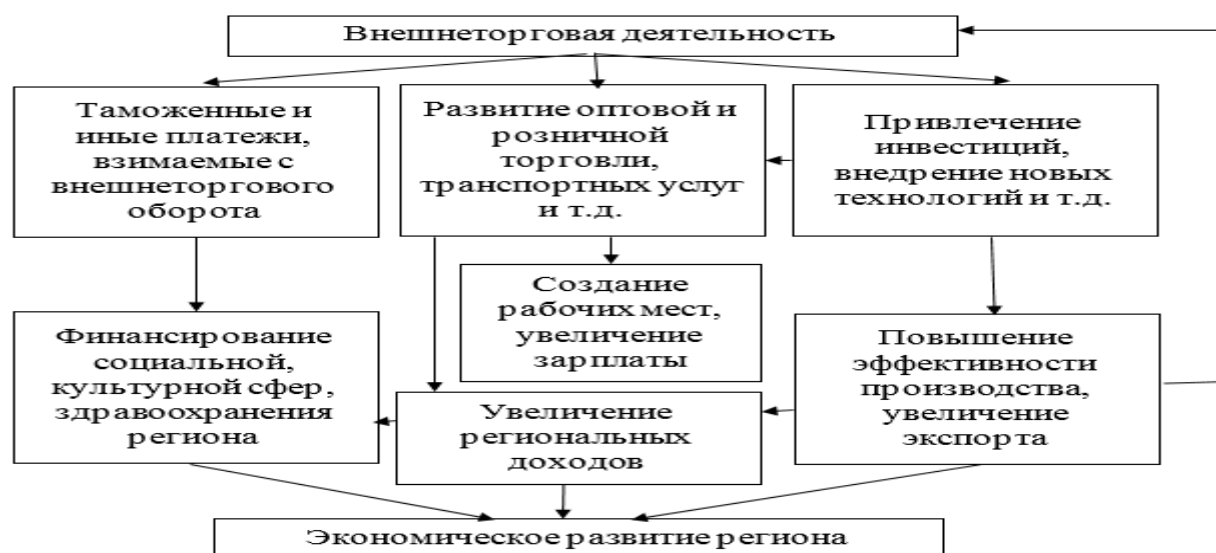 Внешнеторговая деятельность
Таможенные и
иные платежи,
взимаемые с
внешнеторгового
оборота
Развитие оптовой и
розничной
торговли,
транспортных услуг
и т.д.
Привлечение
инвестиций,
внедрение новых
технологий и т.д.
Создание
рабочих мест,
увеличение
зарплаты
Финансирование
социальной,
культурной сфер,
здравоохранения
региона
Увеличение
региональных
доходов
Повышение
эффективности
производства,
увеличение
экспорта
Экономическое развитие региона